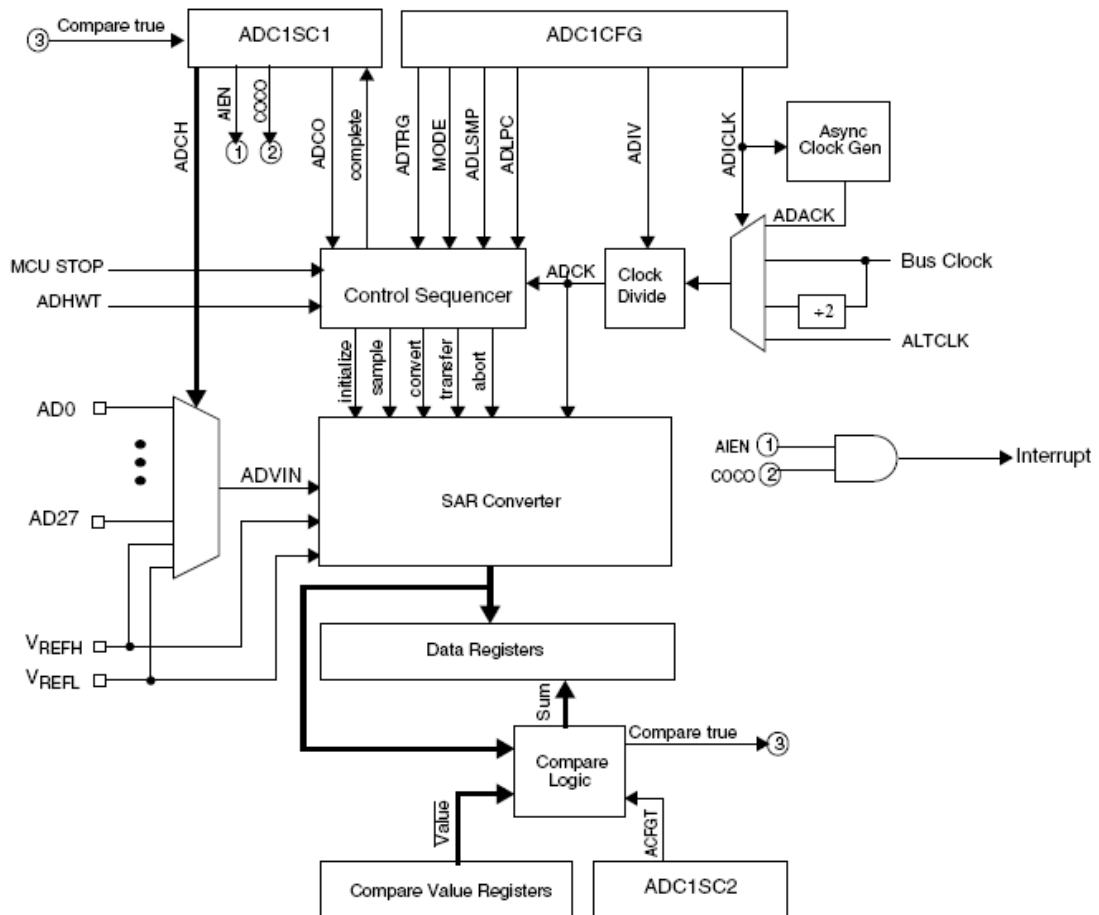 3 Compare true
ADC1SC1
ADC1CFG
ADCH
AIEN
1
COCO
2
ADCO
complete
ADTRG
MODE
ADLSMP
ADLPC
ADIV
ADICLK
Async
Clock Gen
ADACK
MCU STOP
ADHWT
Control Sequencer
ADCK
Clock
Divide
Bus Clock
÷2
ALTCLK
initialize
sample
convert
transfer
abort
AD0
AD27
ADVIN
SAR Converter
AIEN 1
COCO 2
Interrupt
VREFH
VREFL
Data Registers
Sum
Compare
Logic
Compare true 3
Value
ACFGT
Compare Value Registers
ADC1SC2